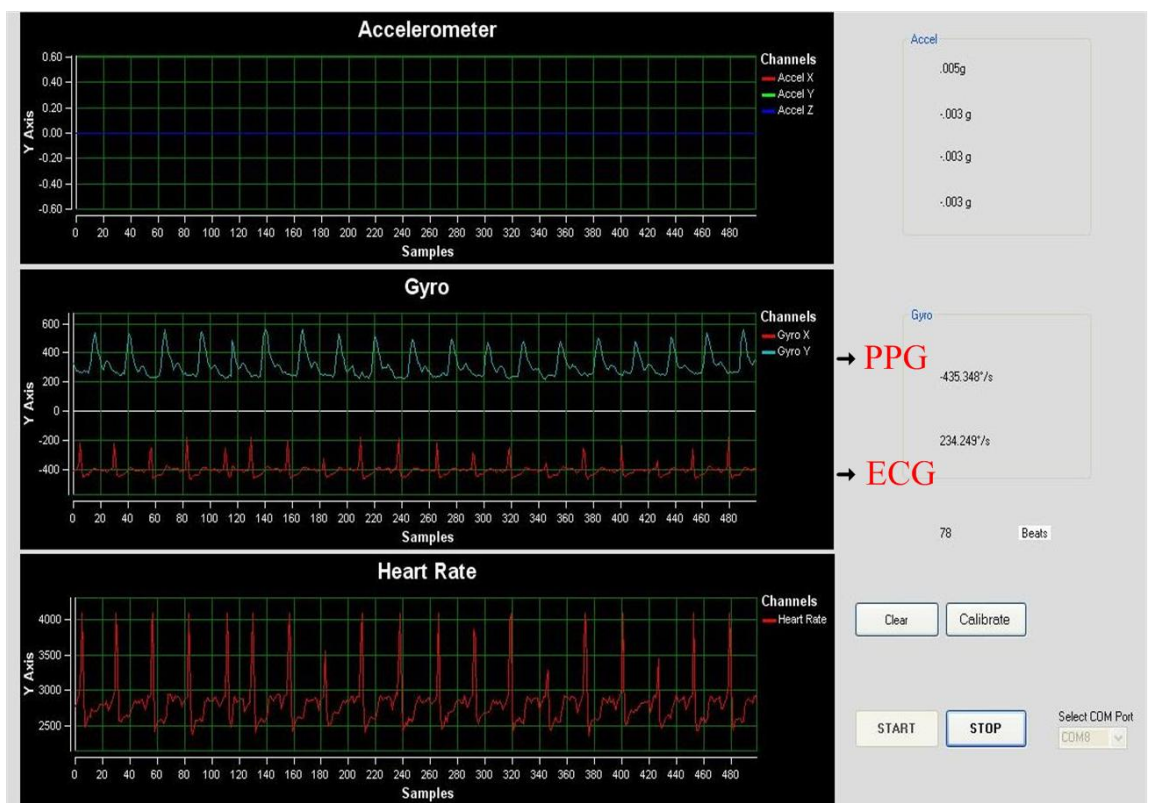 Accelerometer
Channels
Accel X
Accel Y
Accel Z
Y Axis
0.60
0.40
0.20
0.00
-0.20
-0.40
-0.60
0 20 40 60 80 100 120 140 160 180 200 220 240 260 280 300 320 340 360 380 400 420 440 460 480
Samples
Accel
.005g
-.003 g
-.003 g
-.003 g
Gyro
Channels
Gyro X
Gyro Y
Y Axis
600
400
200
0
-200
-400
0 20 40 60 80 100 120 140 160 180 200 220 240 260 280 300 320 340 360 380 400 420 440 460 480
Samples
→ PPG
→ ECG
Gyro
-435.348°/s
234.249°/s
78 Beats
Heart Rate
Channels
Heart Rate
Y Axis
4000
3500
3000
2500
0 20 40 60 80 100 120 140 160 180 200 220 240 260 280 300 320 340 360 380 400 420 440 460 480
Samples
Clear Calibrate
START STOP
Select COM Port
COM8